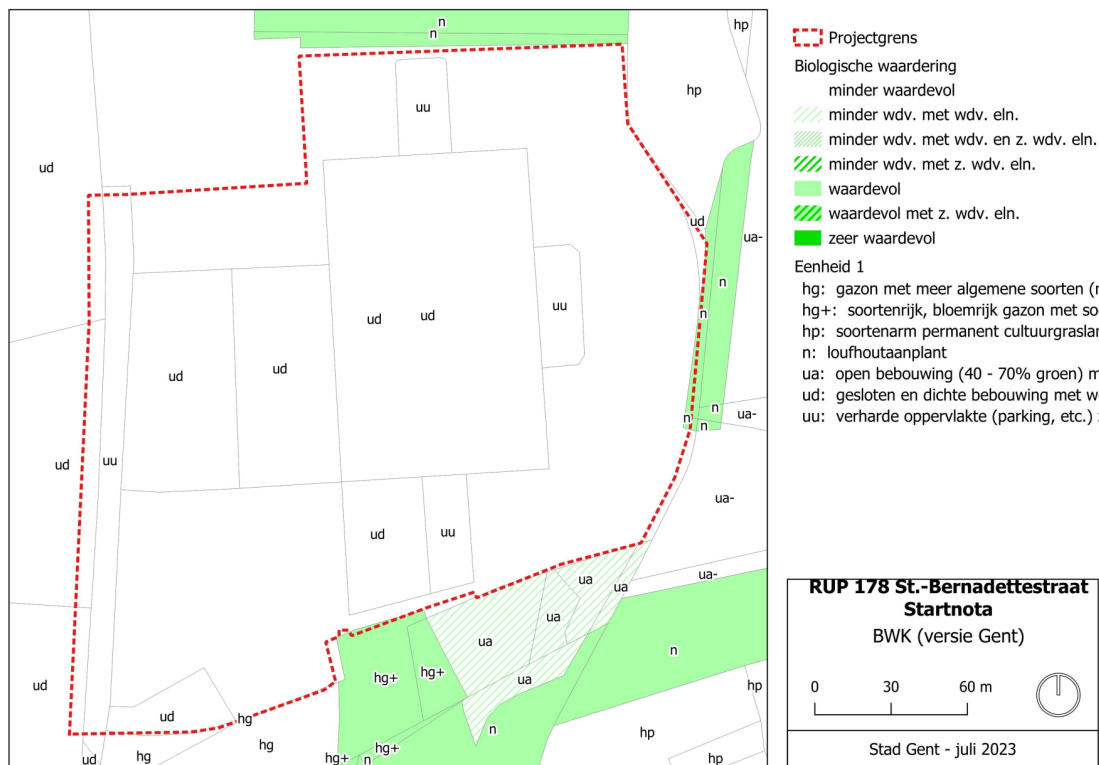 n
n
hp
hp
uu
ud
ud
ua-
n
n
uu
ud
ud
ud
ud
n
n
n
ua-
ud
uu
ua-
ud
uu
ua
ua
ua-
ua
ua
n
hg+
hg+
ua
ud
hp
ud
hg
n
hg
hg
hg+
hg+
n
ud
hp
hp
Projectgrens
Biologische waardering
minder waardevol
minder wdv. met wdv. eln.
minder wdv. met wdv. en z. wdv. eln.
minder wdv. met z. wdv. eln.
waardevol
waardevol met z. wdv. eln.
zeer waardevol
Eenheid 1
hg: gazon met meer algemene soorten (
hg+: soortenrijk, bloemrijk gazon met so
hp: soortenarm permanent cultuurgrasla
n: loufhoutaanplant
ua: open bebouwing (40 - 70% groen) m
ud: gesloten en dichte bebouwing met w
uu: verharde oppervlakte (parking, etc.)
RUP 178 St.-Bernadettestraat
Startnota
BWK (versie Gent)
0 30 60 m
Stad Gent - juli 2023